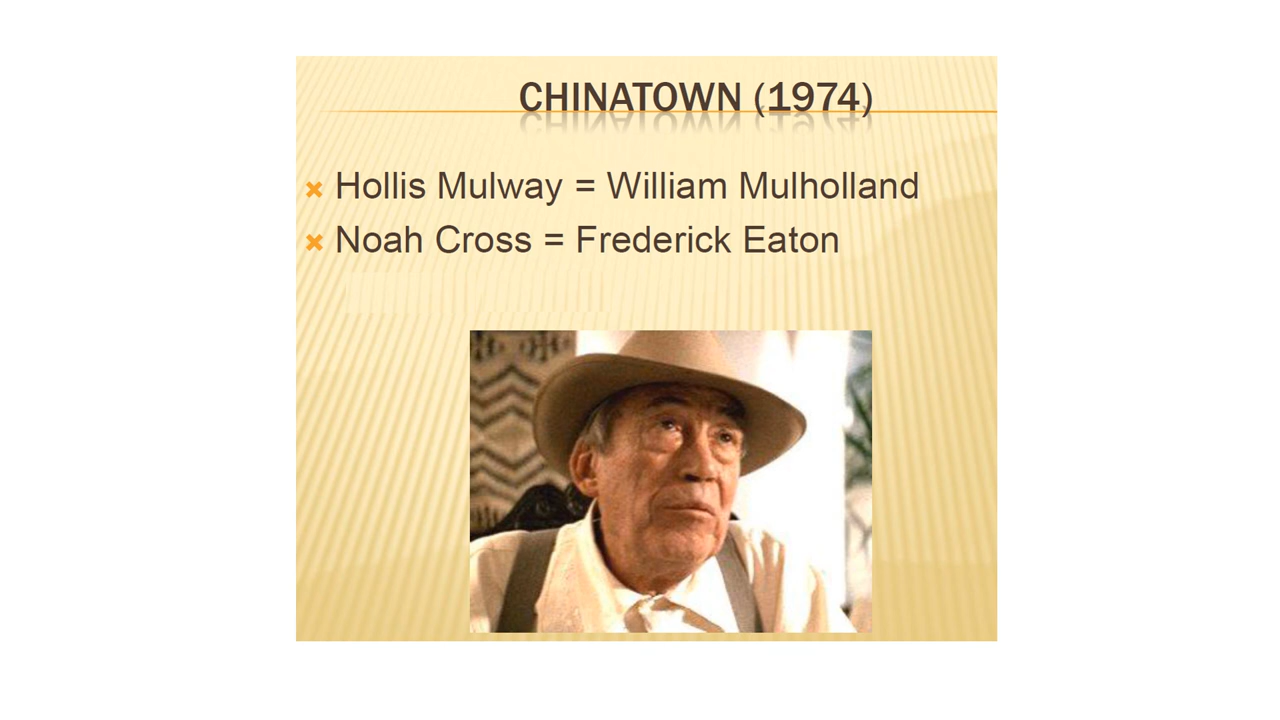 CHINATOWN (1974)
Hollis Mulway = William Mulholland
Noah Cross = Frederick Eaton